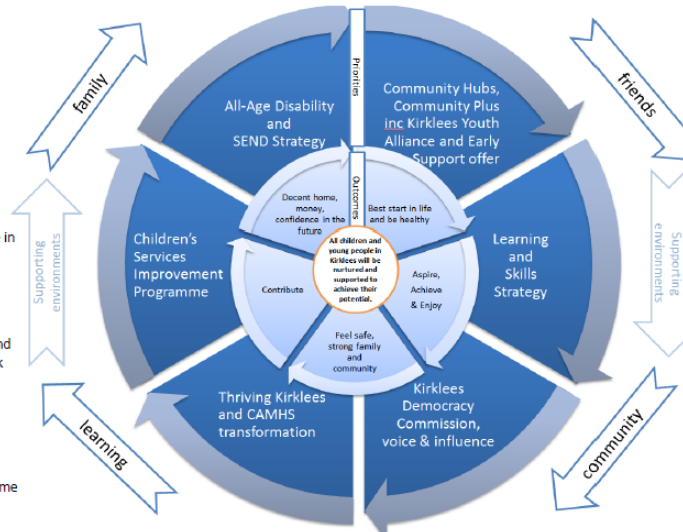 family
friends
Priorities
All-Age Disability
and
SEND Strategy
Community Hubs,
Community Plus
inc Kirklees Youth
Alliance and Early
Support offer
Outcomes
Decent home,
money,
confidence in the
future
Best start in life
and be healthy
e in
Supporting
environments
Children's
Services
Improvement
Programme
Contribute
All children and
young people in
Kirklees will be
nurtured and
supported to
achieve their
potential.
Aspire,
Achieve
& Enjoy
Learning
and
Skills
Strategy
Supporting
environments
nd
k
Feel safe,
strong family
and
community
Thriving Kirklees
and CAMHS
transformation
Kirklees
Democracy
Commission,
voice & influence
learning
community
me